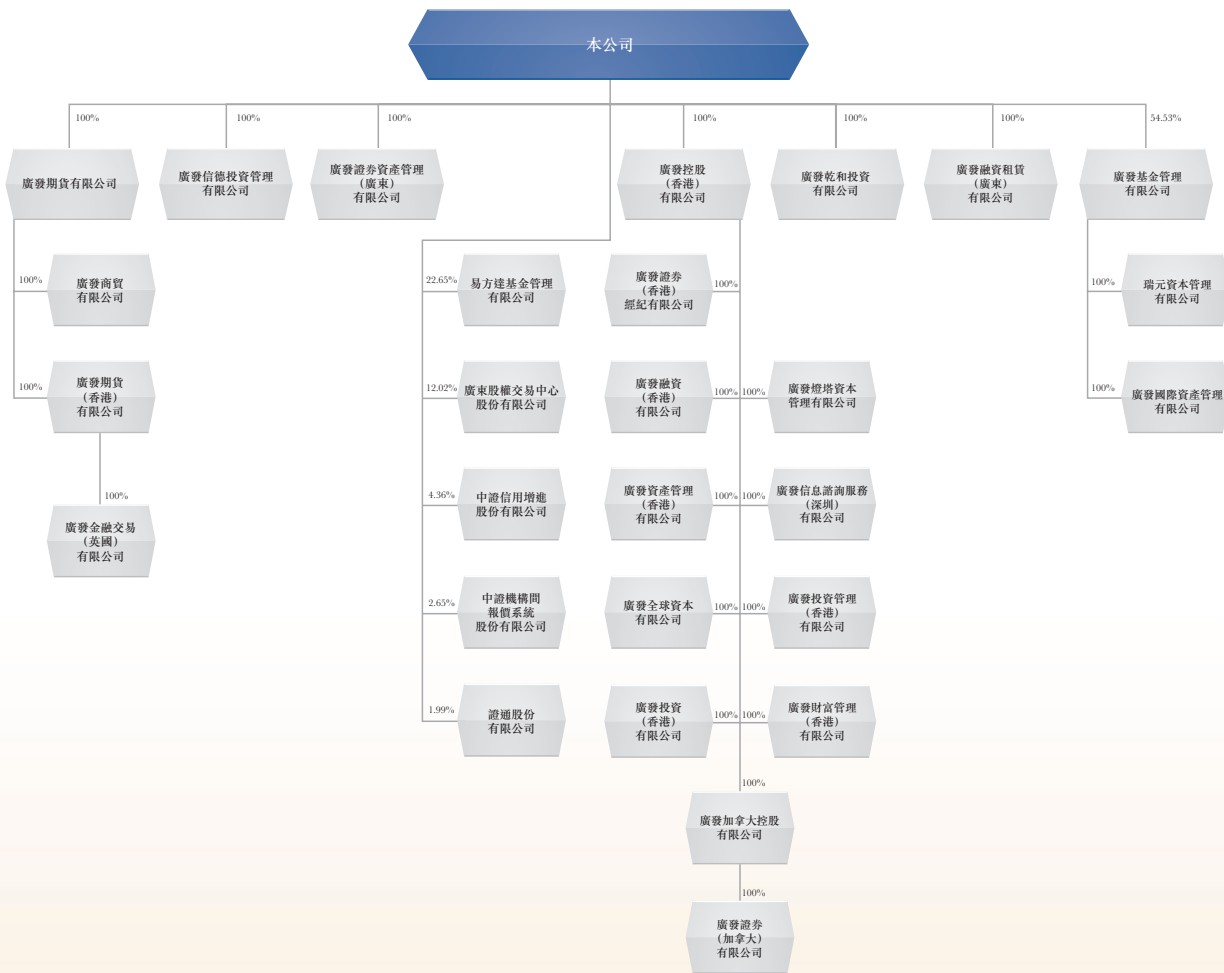 本公司
100%
100%
100%
100%
100%
100%
54.53%
廣發期貨有限公司
廣發信德投資管理
有限公司
廣發證券資產管理
（廣東）
有限公司
廣發控股
（香港）
有限公司
廣發乾和投資
有限公司
廣發融資租賃
（廣東）
有限公司
廣發基金管理
有限公司
100%
廣發商貿
有限公司
22.65%
易方達基金管理
有限公司
廣發證券
（香港）
經紀有限公司
100%
100%
瑞元資本管理
有限公司
100%
廣發期貨
（香港）
有限公司
12.02%
廣東股權交易中心
股份有限公司
廣發融資
（香港）
有限公司
100%
100%
廣發燈塔資本
管理有限公司
100%
廣發國際資產管理
有限公司
100%
廣發金融交易
（英國）
有限公司
4.36%
中證信用增進
股份有限公司
廣發資產管理
（香港）
有限公司
100%
100%
廣發信息諮詢服務
（深圳）
有限公司
2.65%
中證機構間
報價系統
股份有限公司
廣發全球資本
有限公司
100%
100%
廣發投資管理
（香港）
有限公司
1.99%
證通股份
有限公司
廣發投資
（香港）
有限公司
100%
100%
廣發財富管理
（香港）
有限公司
100%
廣發加拿大控股
有限公司
100%
廣發證券
（加拿大）
有限公司